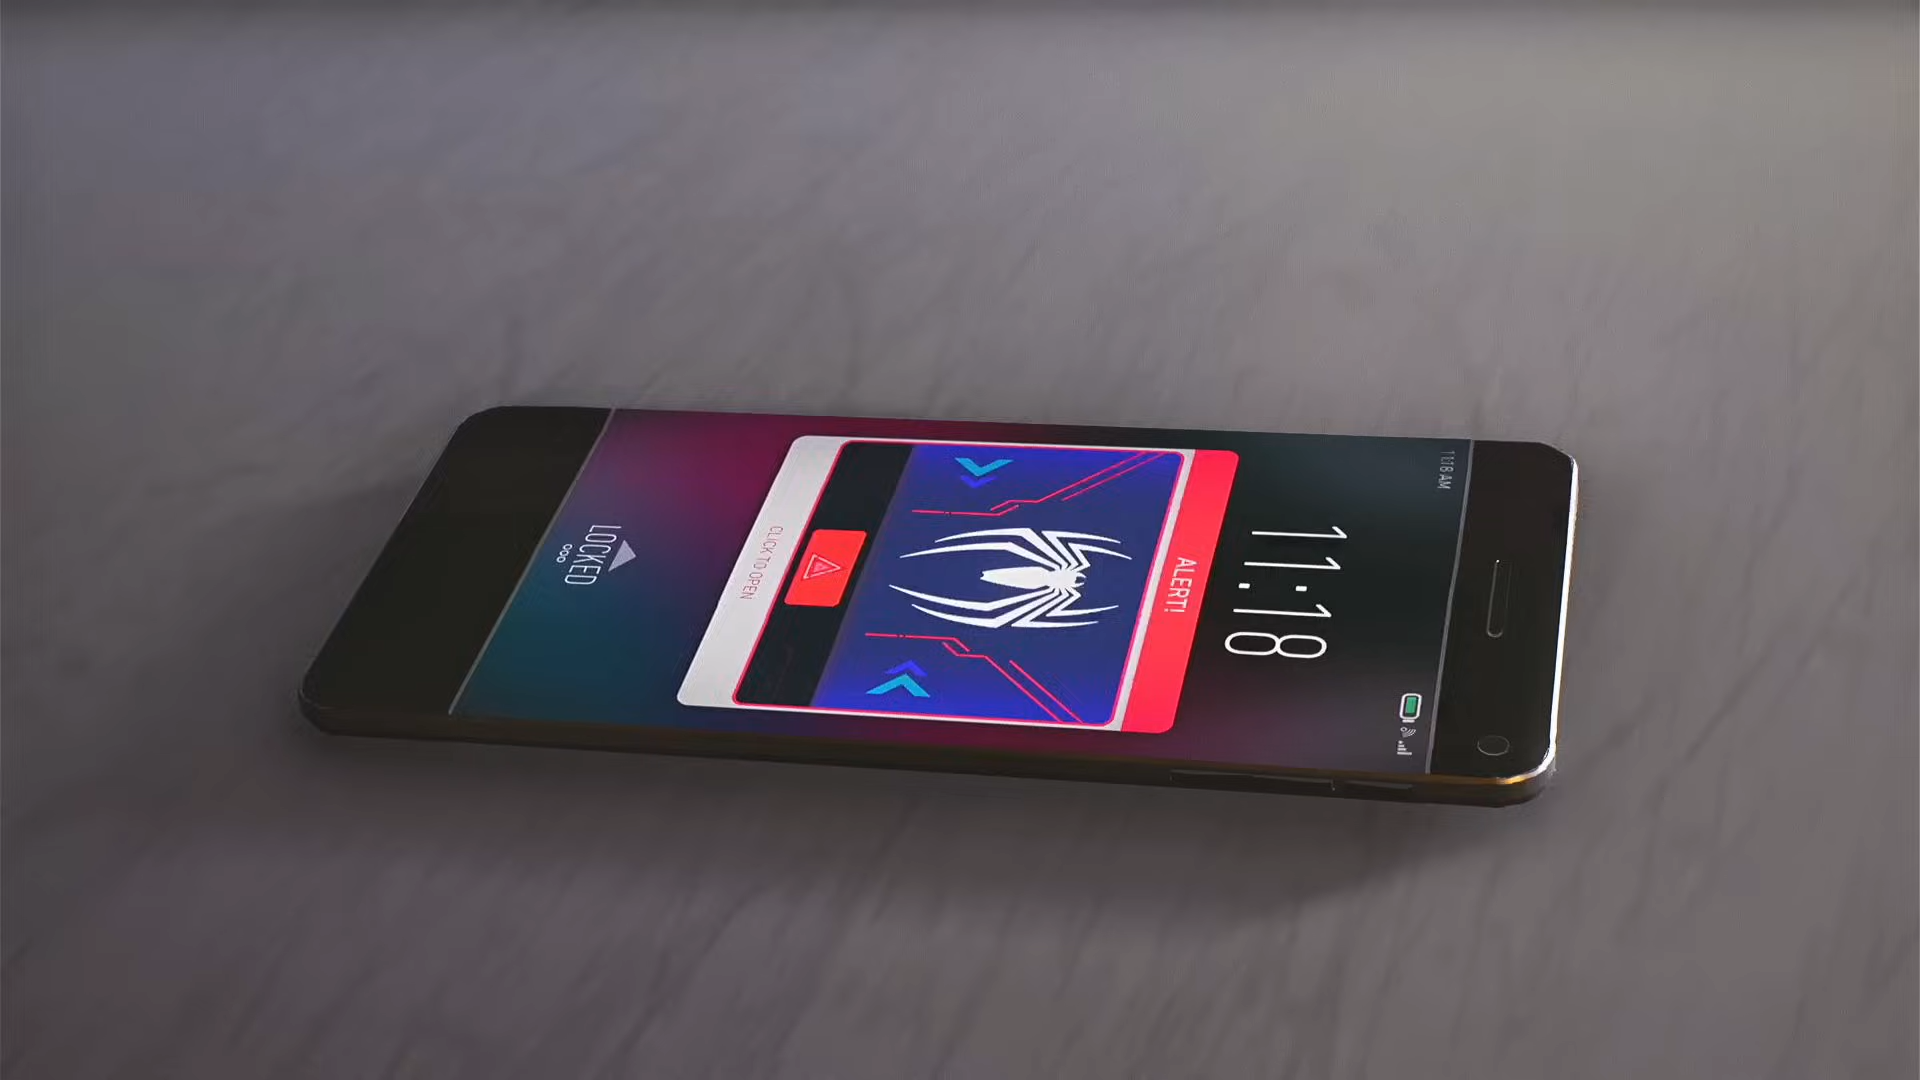 11:18 AM
11:18
ALERT!
CLICK TO OPEN
LOCKED